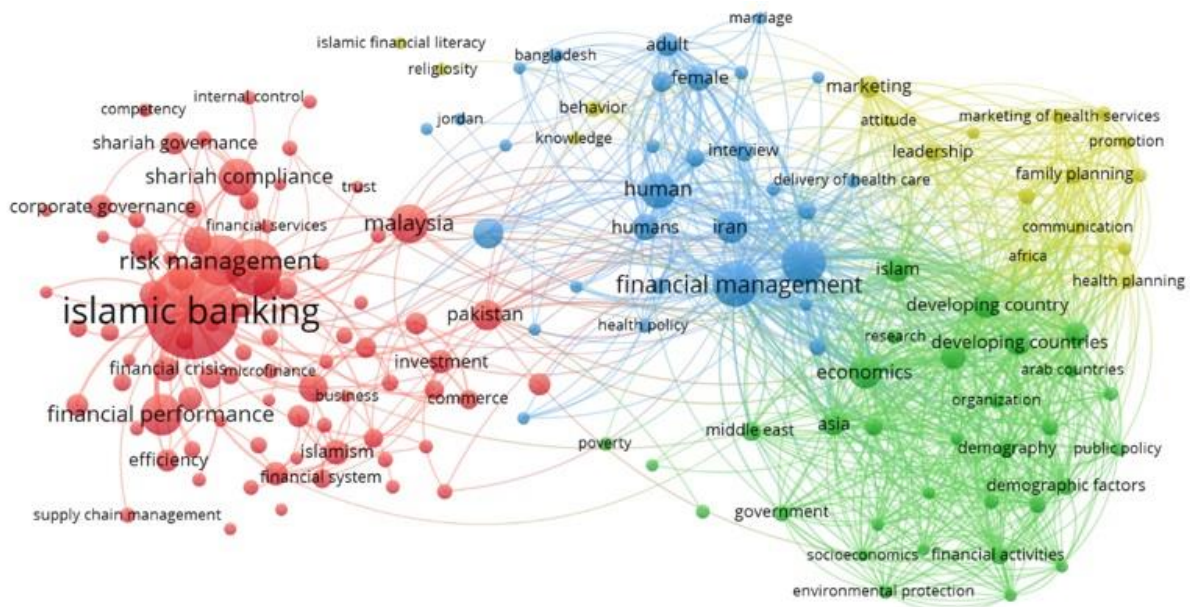 marriage
islamic financial literacy
adult
bangladesh
religiosity
female
marketing
internal control
competency
behavior
marketing of health services
jordan
attitude
promotion
shariah governance
knowledge
interview
leadership
shariah compliance
trust
human
delivery of health care
family planning
corporate governance
financial services
malaysia
humans
iran
communication
africa
risk management
islam
health planning
financial management
islamic banking
pakistan
developing country
health policy
research
developing countries
financial crisis
microfinance
investment
economics
arab countries
business
commerce
organization
financial performance
asia
middle east
poverty
demography
public policy
islamism
efficiency
financial system
demographic factors
supply chain management
government
socioeconomics
financial activities
environmental protection